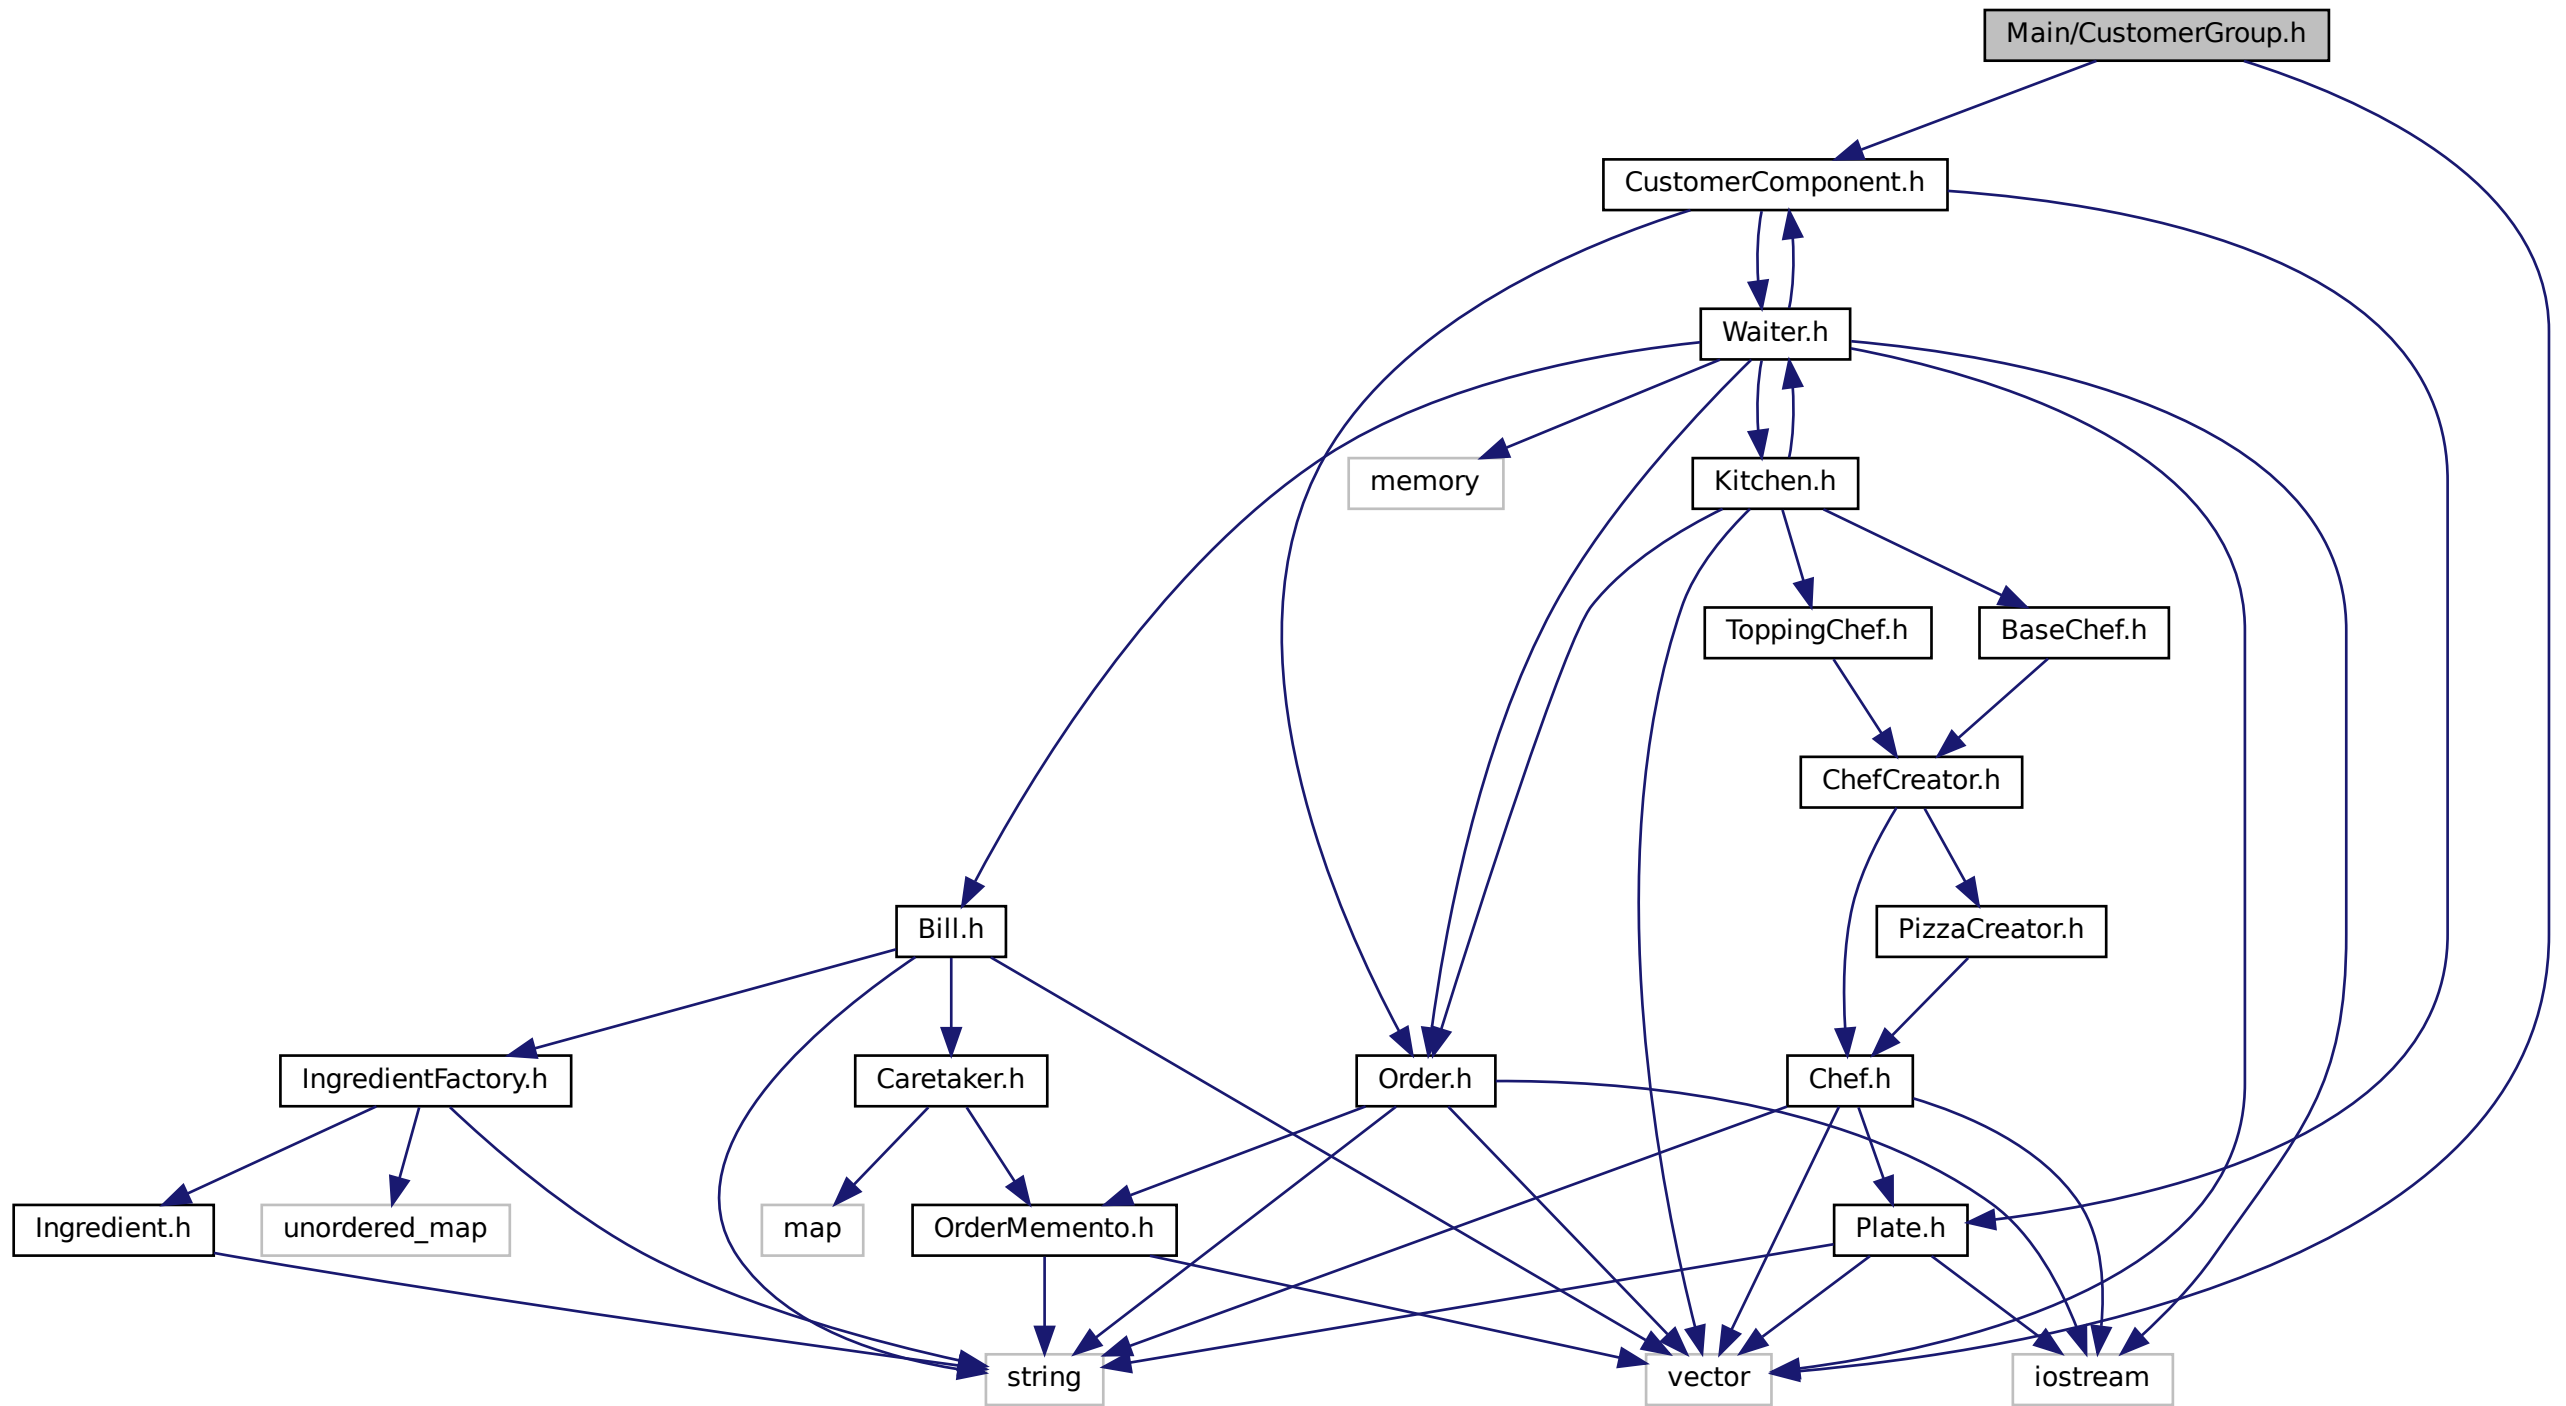 Main/CustomerGroup.h
CustomerComponent.h
Waiter.h
memory
Kitchen.h
ToppingChef.h
BaseChef.h
ChefCreator.h
Bill.h
PizzaCreator.h
IngredientFactory.h
Caretaker.h
Order.h
Chef.h
Ingredient.h
unordered_map
map
OrderMemento.h
Plate.h
string
vector
iostream